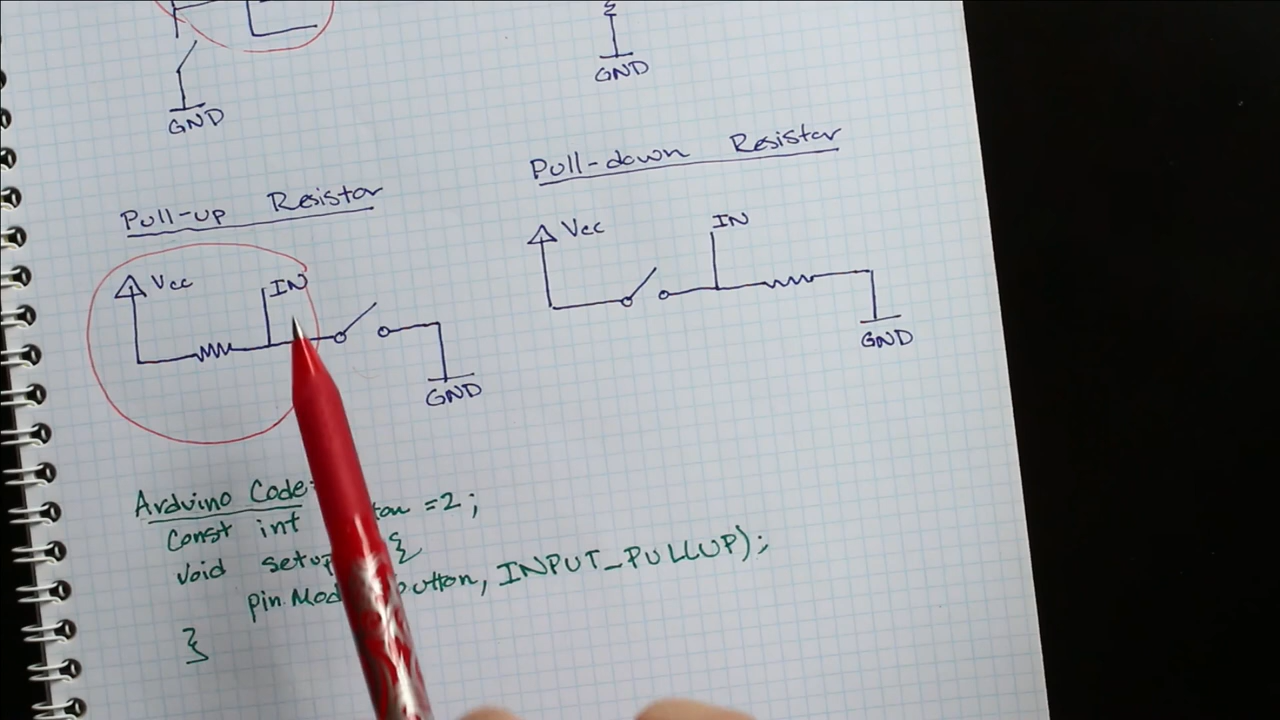 GND
GND
Pull-up Resistor
Vcc
IN
GND
Pull-down Resistor
Vcc
IN
GND
Arduino Code:
Const int =2;
void {
INPUT_PULLUP);
}